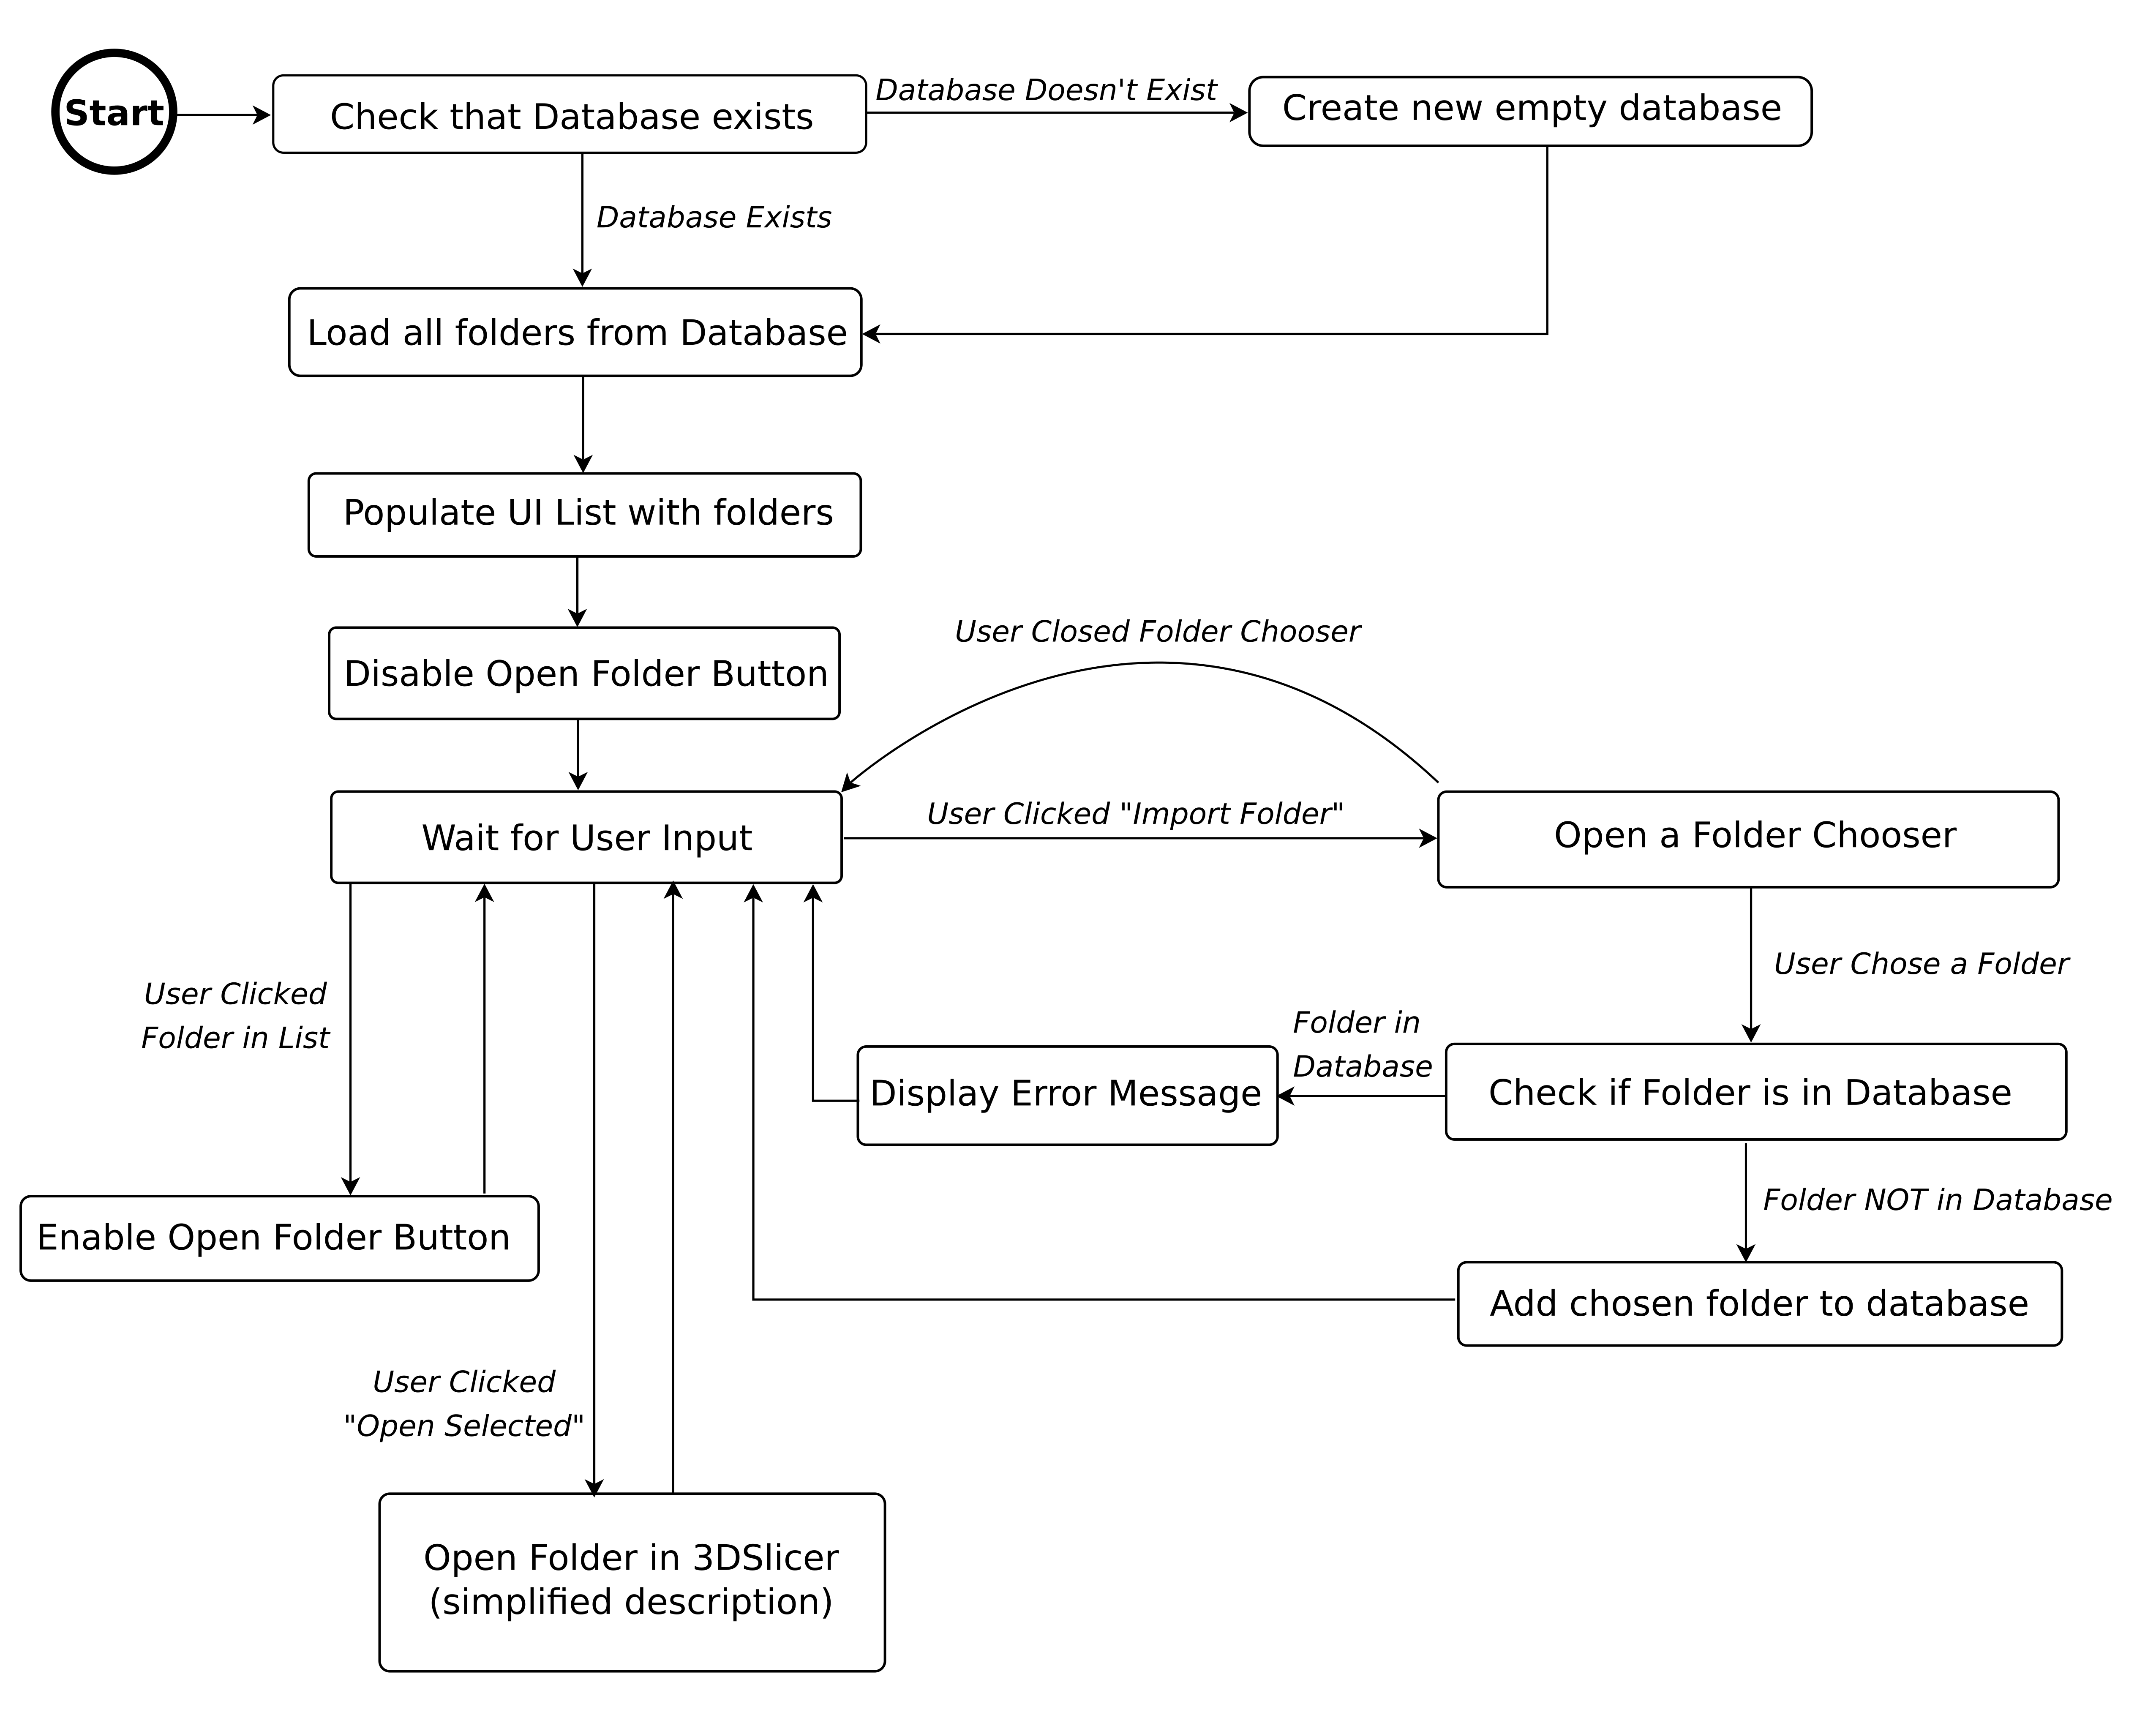 Start
Check that Database exists
Database Doesn't Exist
Create new empty database
Database Exists
Load all folders from Database
Populate UI List with folders
Disable Open Folder Button
User Closed Folder Chooser
Wait for User Input
User Clicked "Import Folder"
Open a Folder Chooser
User Chose a Folder
User Clicked
Folder in List
Folder in
Database
Display Error Message
Check if Folder is in Database
Folder NOT in Database
Enable Open Folder Button
Add chosen folder to database
User Clicked
"Open Selected"
Open Folder in 3DSlicer
(simplified description)